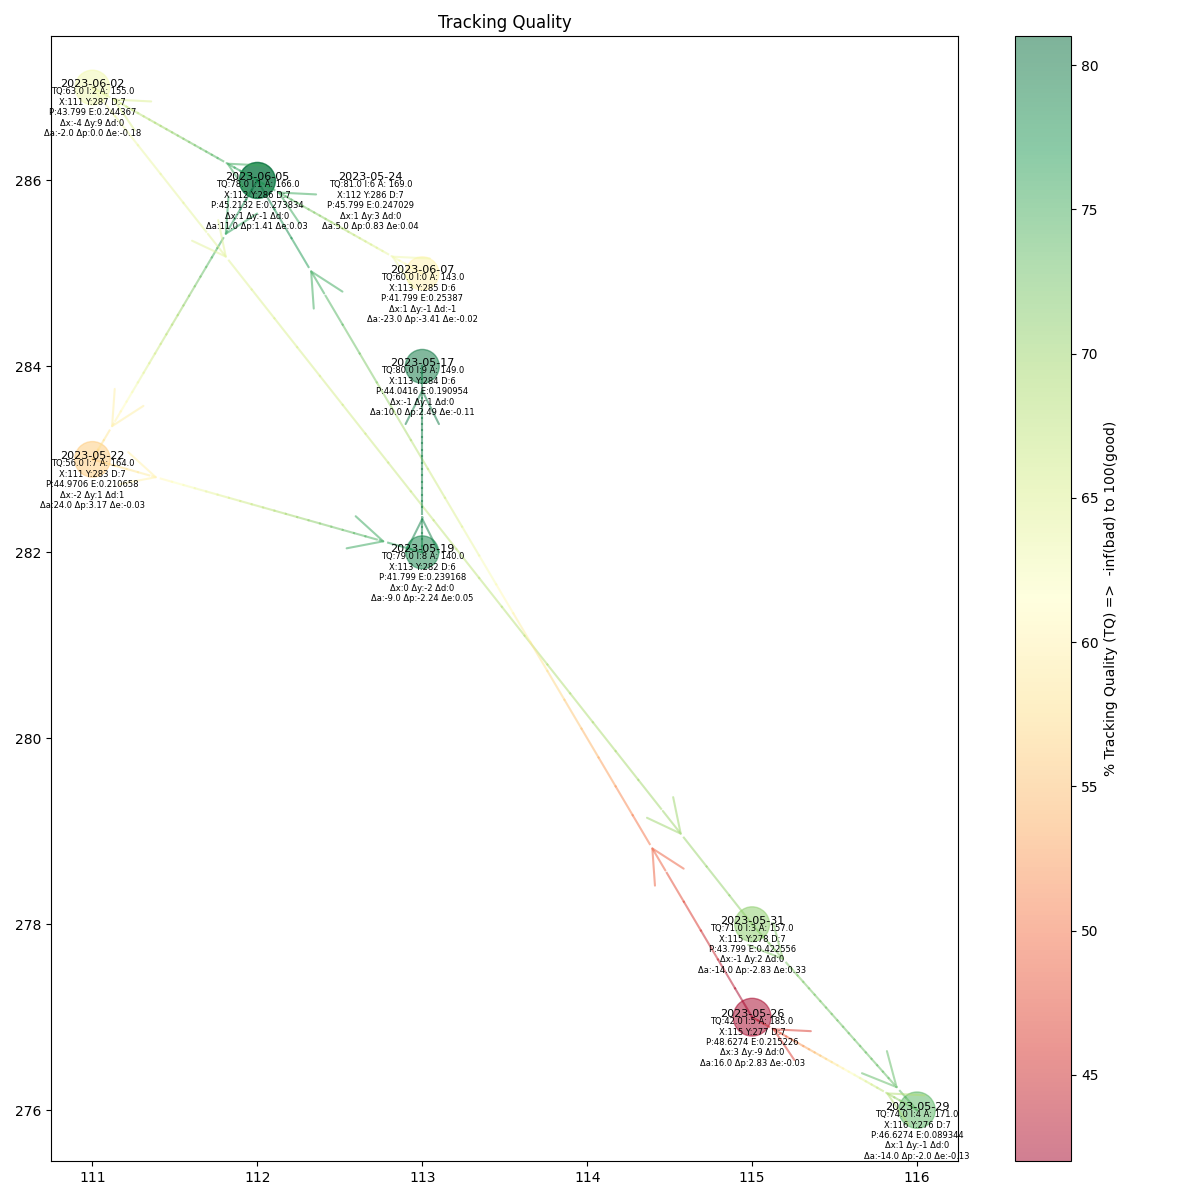 Tracking Quality
2023-06-02
TQ:63.0 I:2 A: 155.0
X:111 Y:287 D:7
P:43.799 E:0.244367
Δx:-4 Δy:9 Δd:0
Δa:-2.0 Δp:0.0 Δe:-0.18
2023-06-05
TQ:78.0 I:1 A: 166.0
X:112 Y:286 D:7
P:45.2132 E:0.273834
Δx:1 Δy:-1 Δd:0
Δa:11.0 Δp:1.41 Δe:0.03
2023-05-24
TQ:81.0 I:6 A: 169.0
X:112 Y:286 D:7
P:45.799 E:0.247029
Δx:1 Δy:3 Δd:0
Δa:5.0 Δp:0.83 Δe:0.04
2023-06-07
TQ:60.0 I:0 A: 143.0
X:113 Y:285 D:6
P:41.799 E:0.25387
Δx:1 Δy:-1 Δd:-1
Δa:-23.0 Δp:-3.41 Δe:-0.02
2023-05-17
TQ:80.0 I:9 A: 149.0
X:113 Y:284 D:6
P:44.0416 E:0.190954
Δx:-1 Δy:1 Δd:0
Δa:10.0 Δp:2.49 Δe:-0.11
2023-05-22
TQ:56.0 I:7 A: 164.0
X:111 Y:283 D:7
P:44.9706 E:0.210658
Δx:-2 Δy:1 Δd:1
Δa:24.0 Δp:3.17 Δe:-0.03
2023-05-19
TQ:79.0 I:8 A: 140.0
X:113 Y:282 D:6
P:41.799 E:0.239168
Δx:0 Δy:-2 Δd:0
Δa:-9.0 Δp:-2.24 Δe:0.05
2023-05-31
TQ:71.0 I:3 A: 157.0
X:115 Y:278 D:7
P:43.799 E:0.422556
Δx:-1 Δy:2 Δd:0
Δa:-14.0 Δp:-2.83 Δe:0.33
2023-05-26
TQ:42.0 I:5 A: 185.0
X:115 Y:277 D:7
P:48.6274 E:0.215226
Δx:3 Δy:-9 Δd:0
Δa:16.0 Δp:2.83 Δe:-0.03
2023-05-29
TQ:74.0 I:4 A: 171.0
X:116 Y:276 D:7
P:46.6274 E:0.089344
Δx:1 Δy:-1 Δd:0
Δa:-14.0 Δp:-2.0 Δe:-0.13
286
284
282
280
278
276
111
112
113
114
115
116
80
75
70
65
60
55
50
45
% Tracking Quality (TQ) => -inf(bad) to 100(good)